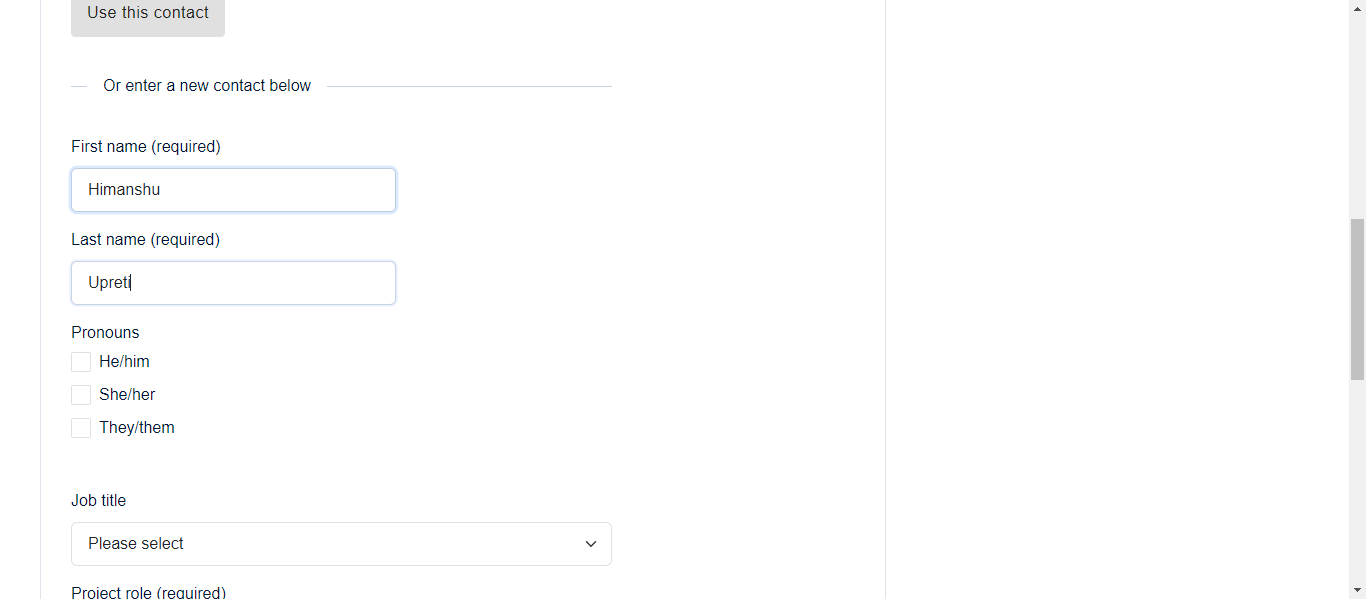 Use this contact
Or enter a new contact below
First name (required)
Himanshu
Last name (required)
Upreti
Pronouns
He/him
She/her
They/them
Job title
Please select
Project role (required)